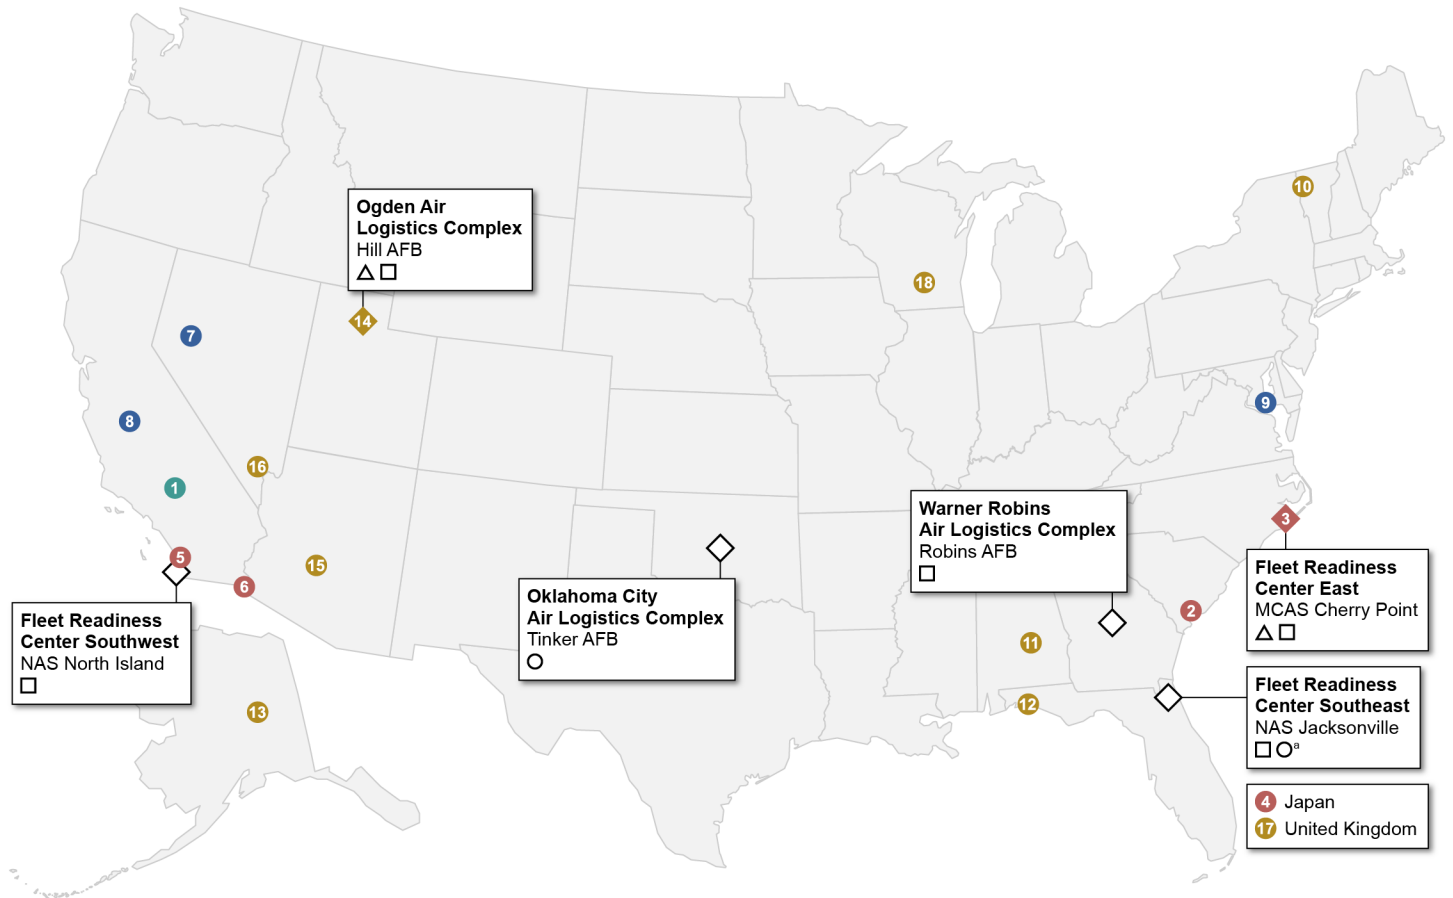 10
Ogden Air
Logistics Complex
Hill AFB
18
14
7
9
8
16
1
Warner Robins
Air Logistics Complex
Robins AFB
3
5
15
6
Oklahoma City
Air Logistics Complex
Tinker AFB
Fleet Readiness
Center East
MCAS Cherry Point
2
Fleet Readiness
Center Southwest
NAS North Island
11
12
13
Fleet Readiness
Center Southeast
NAS Jacksonville
a
4 Japan
17 United Kingdom